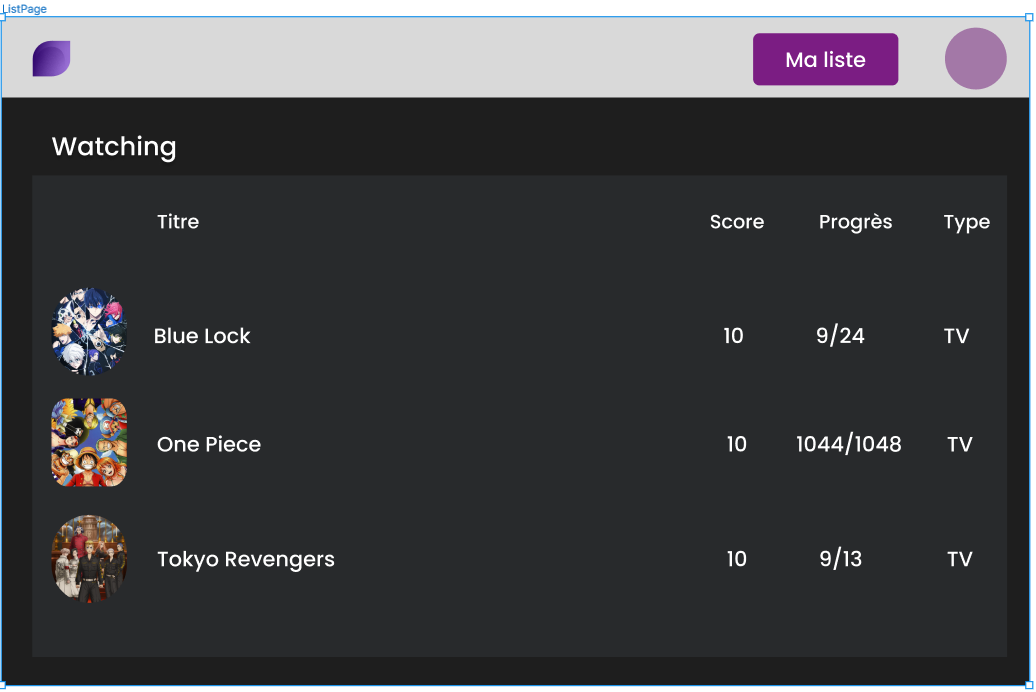 ListPage
Ma liste
Watching
Titre Score Progrès Type
Blue Lock 10 9/24 TV
One Piece 10 1044/1048 TV
Tokyo Revengers 10 9/13 TV